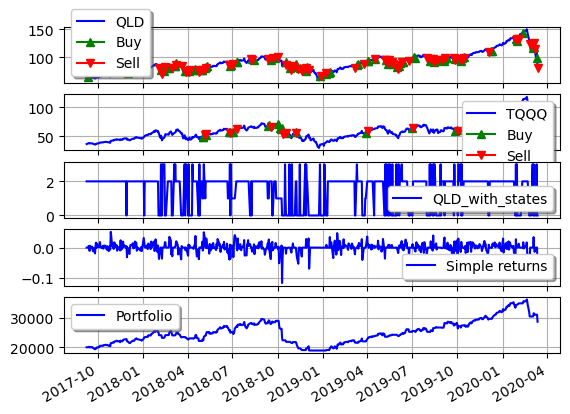 150
100
QLD
Buy
Sell
100
50
TQQQ
Buy
Sell
2
0
QLD_with_states
0.0
−0.1
Simple returns
30000
20000
Portfolio
2017-10
2018-01
2018-04
2018-07
2018-10
2019-01
2019-04
2019-07
2019-10
2020-01
2020-04